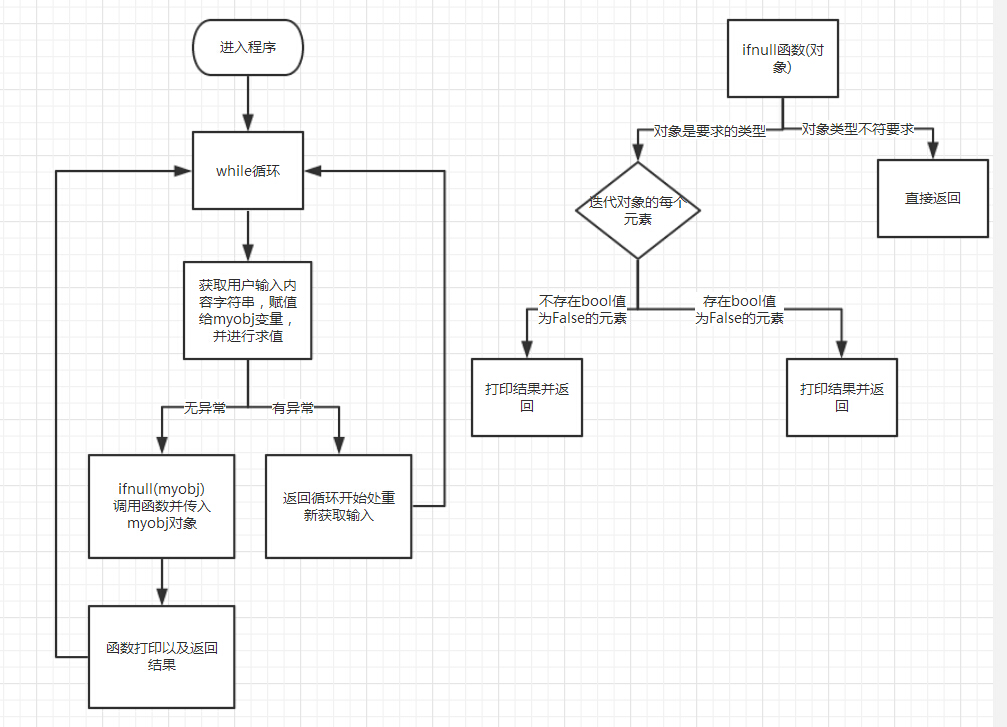 进入程序
while循环
获取用户输入内
容字符串，赋值
给myobj变量，
并进行求值
无异常
有异常
ifnull(myobj)
调用函数并传入
myobj对象
返回循环开始处重
新获取输入
函数打印以及返回
结果
ifnull函数(对
象)
对象是要求的类型
对象类型不符要求
迭代对象的每个
元素
直接返回
不存在bool值
为False的元素
存在bool值
为False的元素
打印结果并返
回
打印结果并返
回